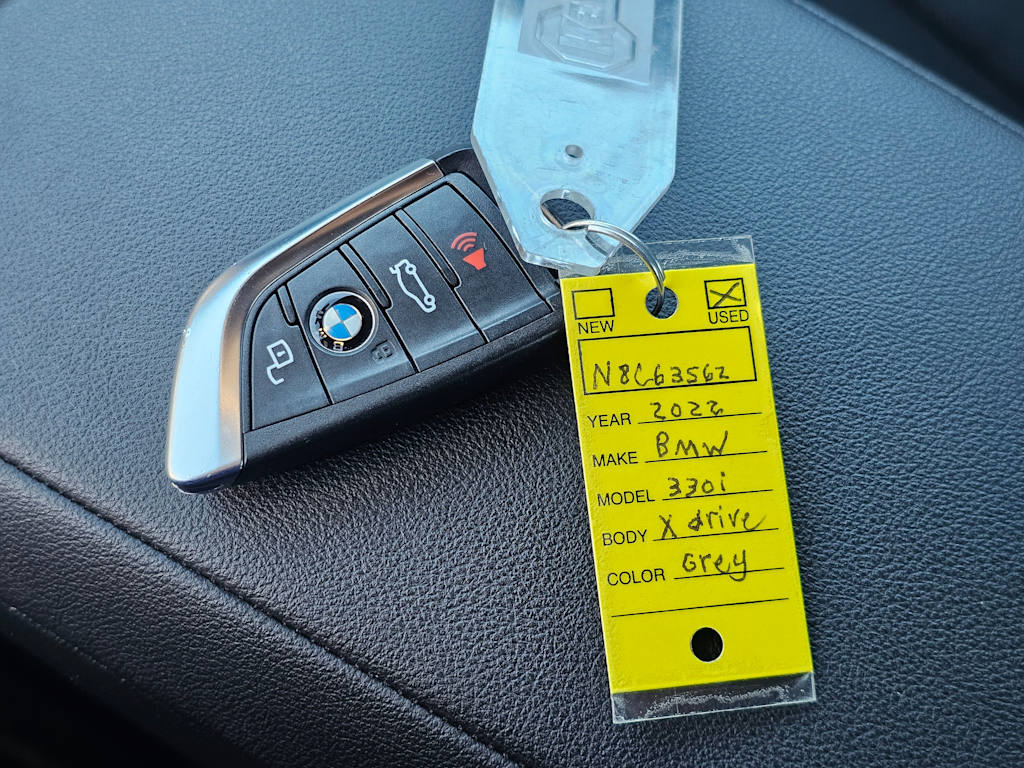 NEW USED
N8C63562
YEAR 2022
MAKE BMW
MODEL 330i
BODY X drive
COLOR Grey